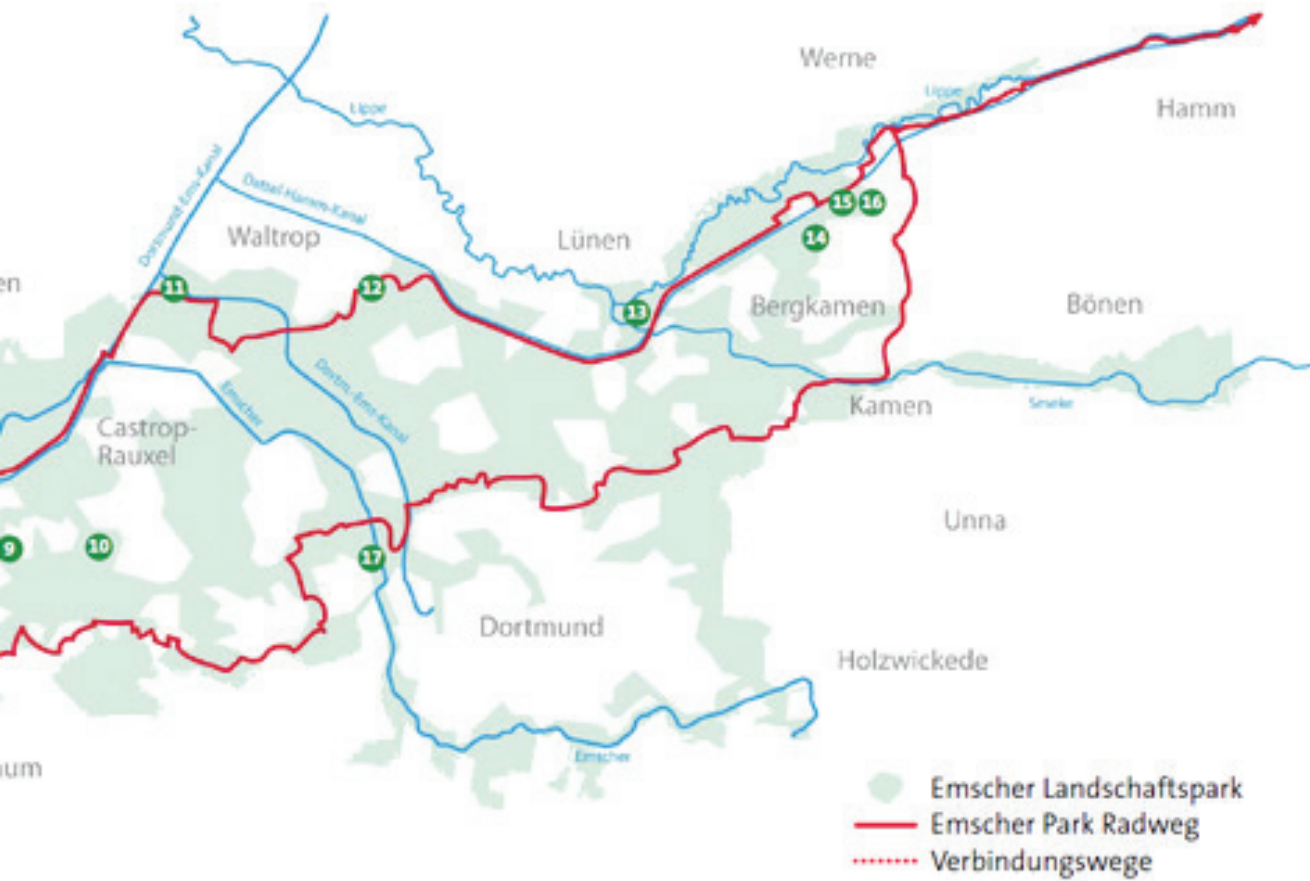 Werne
Lippe
Hamm
Lippe
Dortmund-Ems-Kanal
Dattel-Hamm-Kanal
Waltrop
Lünen
15
16
14
en
11
12
13
Bergkamen
Bönen
Emscher
Dortm.-Ems-Kanal
Kamen
Seseke
Castrop-
Rauxel
9
10
17
Unna
Dortmund
Holzwickede
Emscher
um
Emscher Landschaftspark
Emscher Park Radweg
Verbindungswege